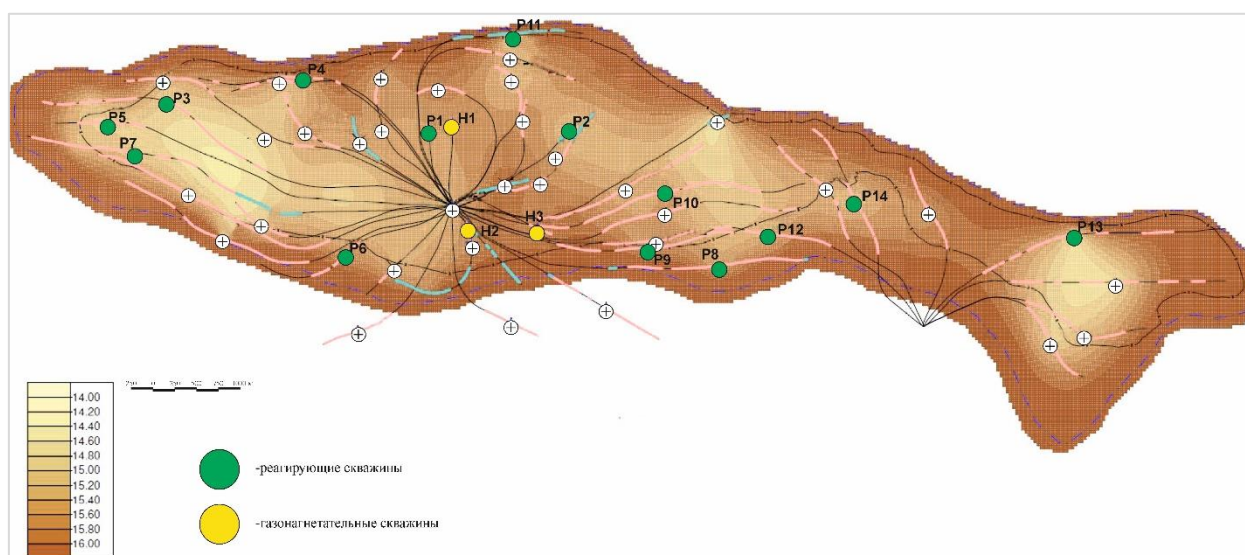 P11
P4
P3
P5
P1
H1
P2
P7
P10
P14
H3
H2
P12
P13
P6
P9
P8
14.00
14.20
14.40
14.60
14.80
15.00
15.20
15.40
15.60
15.80
16.00
-реагирующие скважины
-газонагнетательные скважины